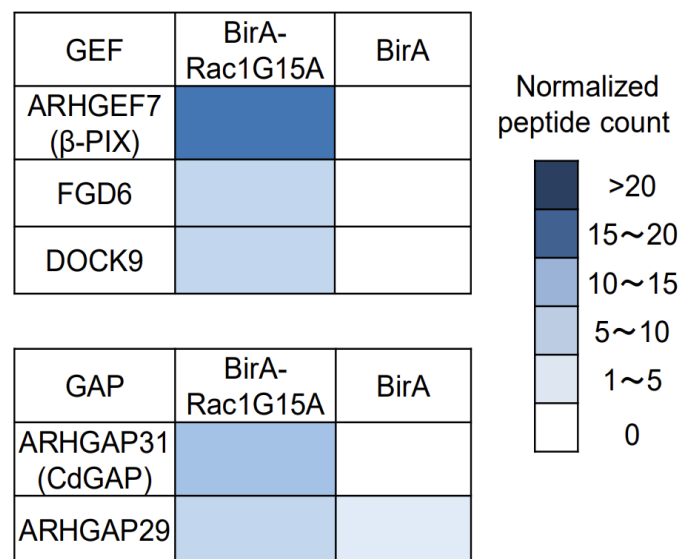 GEF
BirA-
Rac1G15A
BirA
ARHGEF7
(β-PIX)
FGD6
DOCK9
GAP
BirA-
Rac1G15A
BirA
ARHGAP31
(CdGAP)
ARHGAP29
Normalized
peptide count
>20
15～20
10～15
5～10
1～5
0